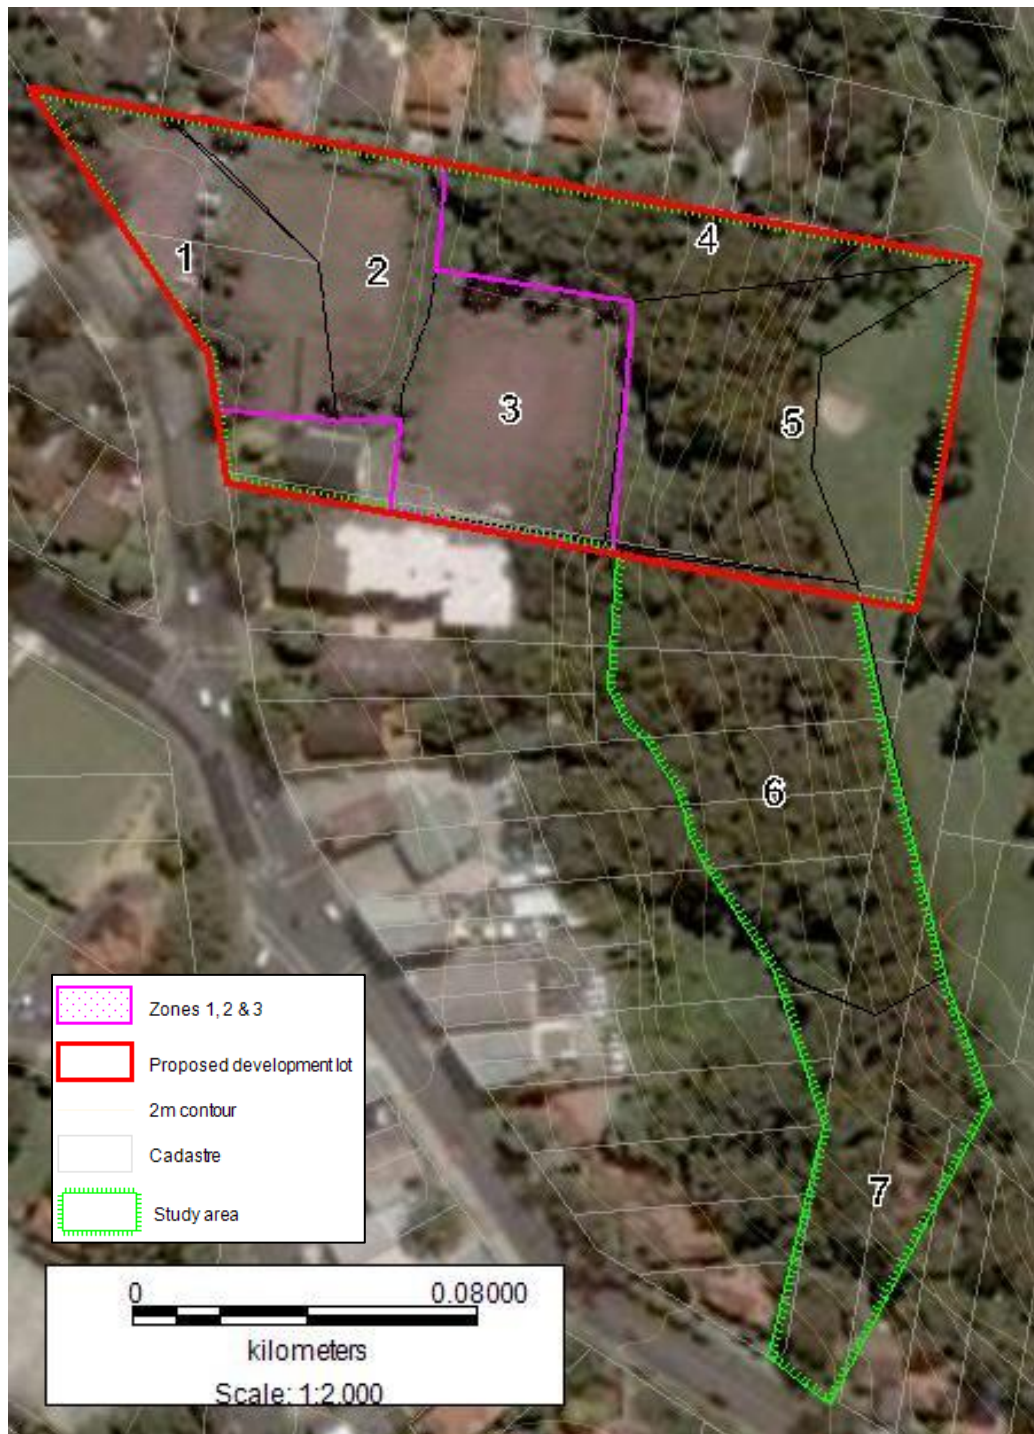 4
1
2
3
5
6
Zones 1, 2 & 3
Proposed development lot
2m contour
Cadastre
Study area
7
0 0.08000
kilometers
Scale: 1:2,000